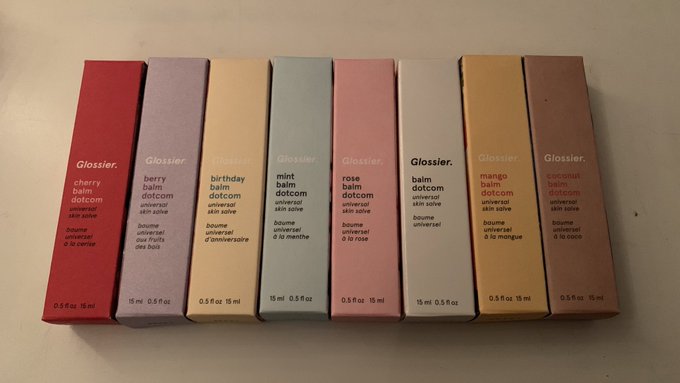 Glossier.
cherry
balm
dotcom
universal
skin salve
baume
universel
à la cerise
0.5 fl oz 15 ml
Glossier.
berry
balm
dotcom
universal
skin salve
baume
universel
aux fruits
des bois
15 ml 0.5 fl oz
Glossier.
birthday
balm
dotcom
universal
skin salve
baume
universel
d'anniversaire
0.5 fl oz 15 ml
Glossier.
mint
balm
dotcom
universal
skin salve
baume
universel
à la menthe
15 ml 0.5 fl oz
Glossier.
rose
balm
dotcom
universal
skin salve
baume
universel
à la rose
0.5 fl oz 15 ml
Glossier.
balm
dotcom
universal
skin salve
baume
universel
15 ml 0.5 fl oz
Glossier.
mango
balm
dotcom
universal
skin salve
baume
universel
à la mangue
0.5 fl oz 15 ml
Glossier.
coconut
balm
dotcom
universal
skin salve
baume
universel
à la coco
0.5 fl oz 15 ml